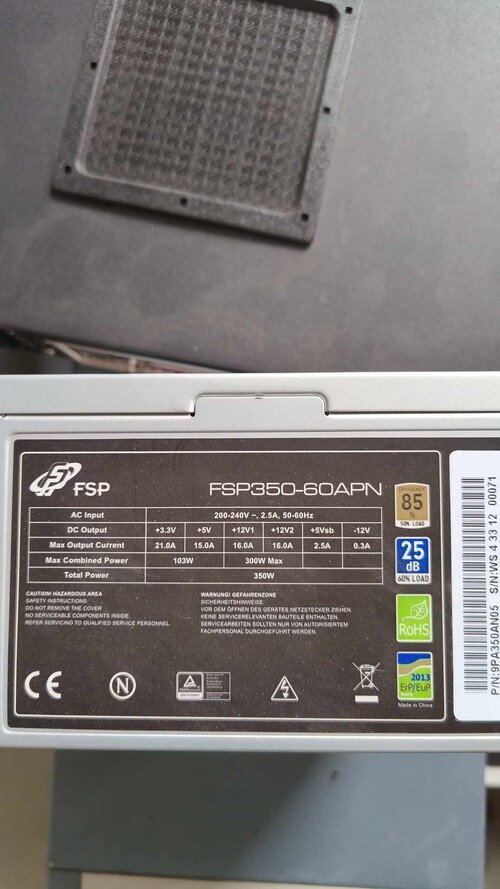 FSP
FSP350-60APN
AC Input 200-240V ~, 2.5A, 50-60Hz
DC Output +3.3V +5V +12V1 +12V2 +5Vsb -12V
Max Output Current 21.0A 15.0A 16.0A 16.0A 2.5A 0.3A
Max Combined Power 103W 300W Max
Total Power 350W
CAUTION! HAZARDOUS AREA
SAFETY INSTRUCTIONS:
DO NOT REMOVE THE COVER
NO SERVICEABLE COMPONENTS INSIDE.
REFER SERVICING TO QUALIFIED SERVICE PERSONNEL.
WARNUNG! GEFAHRENZONE
SICHERHEITSHINWEISE:
VOR DEM ÖFFNEN DES GERÄTES NETZSTECKER ZIEHEN.
KEINE SERVICERELEVANTEN BAUTEILE ENTHALTEN.
SERVICEARBEITEN SOLLTEN NUR VON AUTORISIERTEM
FACHPERSONAL DURCHGEFÜHRT WERDEN.
CE
N
EFFICIENCY
85
%
50% LOAD
25
dB
60% LOAD
RoHS
2013
ErP/EuP
Made in China
P/N:9PA350AN05 S/N:WS 4 33 12 00071